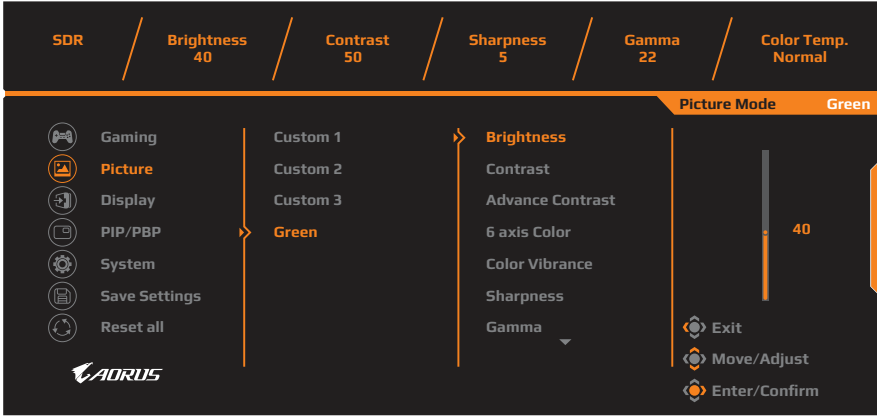 SDR
Brightness
40
Contrast
50
Sharpness
5
Gamma
22
Color Temp.
Normal
Picture Mode Green
Gaming
Picture
Display
PIP/PBP
System
Save Settings
Reset all
Custom 1
Custom 2
Custom 3
Green
Brightness
Contrast
Advance Contrast
6 axis Color
Color Vibrance
Sharpness
Gamma
40
Exit
Move/Adjust
Enter/Confirm
AORUS